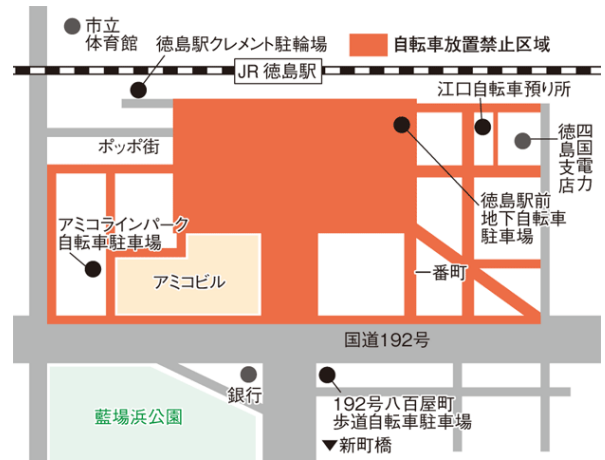 市立
体育館
徳島駅クレメント駐輪場
自転車放置禁止区域
JR 徳島駅
江口自転車預り所
ポッポ街
四国電力
徳島支店
徳島駅前
地下自転車
駐車場
アミコラインパーク
自転車駐車場
アミコビル
一番町
国道192号
銀行
藍場浜公園
192号八百屋町
歩道自転車駐車場
▼新町橋